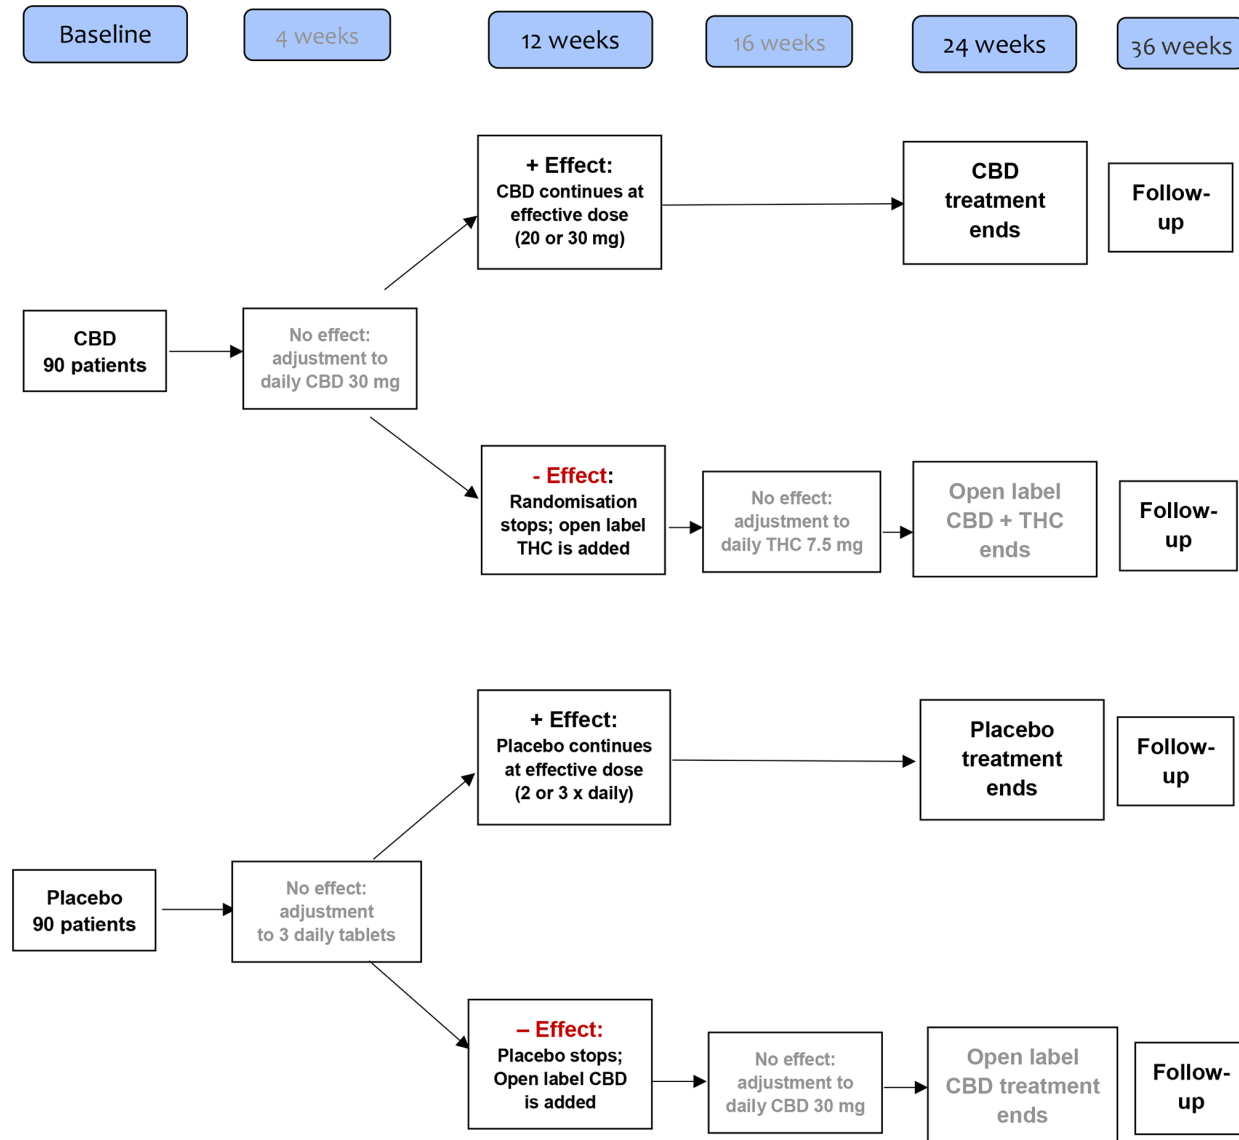 Baseline
4 weeks
12 weeks
16 weeks
24 weeks
36 weeks
+ Effect:
CBD continues at
effective dose
(20 or 30 mg)
CBD
treatment
ends
Follow-
up
CBD
90 patients
No effect:
adjustment to
daily CBD 30 mg
- Effect:
Randomisation
stops; open label
THC is added
No effect:
adjustment to
daily THC 7.5 mg
Open label
CBD + THC
ends
Follow-
up
+ Effect:
Placebo continues
at effective dose
(2 or 3 x daily)
Placebo
treatment
ends
Follow-
up
Placebo
90 patients
No effect:
adjustment
to 3 daily tablets
– Effect:
Placebo stops;
Open label CBD
is added
No effect:
adjustment to
daily CBD 30 mg
Open label
CBD treatment
ends
Follow-
up